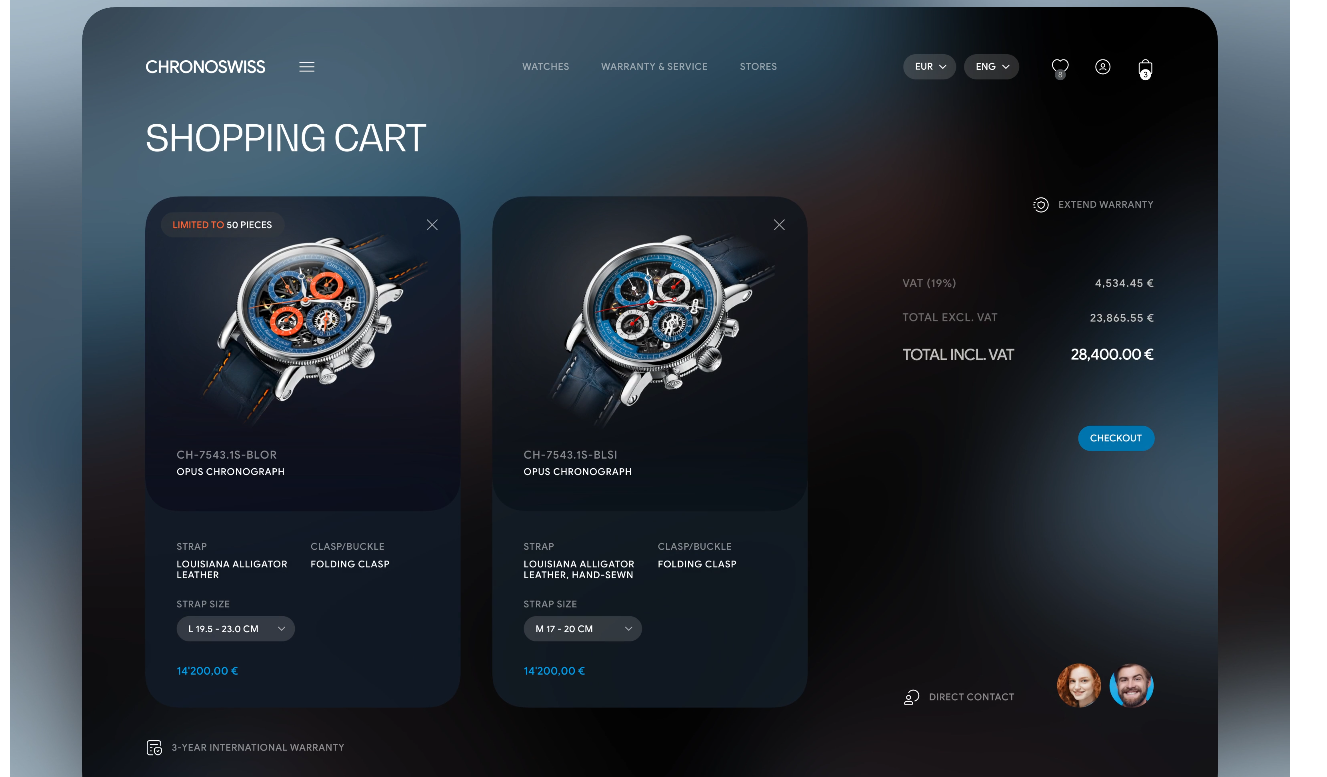 CHRONOSWISS
WATCHES
WARRANTY & SERVICE
STORES
EUR
ENG
8
3
SHOPPING CART
LIMITED TO 50 PIECES
CH-7543.1S-BLOR
OPUS CHRONOGRAPH
STRAP
LOUISIANA ALLIGATOR
LEATHER
CLASP/BUCKLE
FOLDING CLASP
STRAP SIZE
L 19.5 - 23.0 CM
14'200,00 €
CH-7543.1S-BLSI
OPUS CHRONOGRAPH
STRAP
LOUISIANA ALLIGATOR
LEATHER, HAND-SEWN
CLASP/BUCKLE
FOLDING CLASP
STRAP SIZE
M 17 - 20 CM
14'200,00 €
EXTEND WARRANTY
VAT (19%) 4,534.45 €
TOTAL EXCL. VAT 23,865.55 €
TOTAL INCL. VAT 28,400.00 €
CHECKOUT
DIRECT CONTACT
3-YEAR INTERNATIONAL WARRANTY